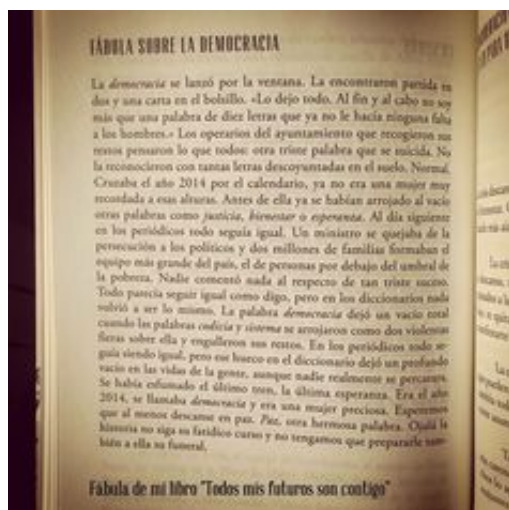 FÁBULA SOBRE LA DEMOCRACIA
La democracia se lanzó por la ventana. La encontraron partida en
dos y una carta en el bolsillo. «Lo dejo todo. Al fin y al cabo no soy
más que una palabra de diez letras que ya no le hacía ninguna falta
a los hombres.» Los operarios del ayuntamiento que recogieron sus
restos pensaron lo que todos: otra triste palabra que se suicida. No
la reconocieron con tantas letras descoyuntadas en el suelo. Normal.
Cruzaba el año 2014 por el calendario, ya no era una mujer muy
recordada a esas alturas. Antes de ella ya se habían arrojado al vacío
otras palabras como justicia, bienestar o esperanza. Al día siguiente
en los periódicos todo seguía igual. Un ministro se quejaba de la
persecución a los políticos y dos millones de familias formaban el
equipo más grande del país, el de personas por debajo del umbral de
la pobreza. Nadie comentó nada al respecto de tan triste suceso.
Todo parecía seguir igual como digo, pero en los diccionarios nada
volvió a ser lo mismo. La palabra democracia dejó un vacío total
cuando las palabras codicia y sistema se arrojaron como dos violentas
fieras sobre ella y engulleron sus restos. En los periódicos todo se-
guía siendo igual, pero ese hueco en el diccionario dejó un profundo
vacío en las vidas de la gente, aunque nadie realmente se percatara.
Se había esfumado el último tren, la última esperanza. Era el año
2014, se llamaba democracia y era una mujer preciosa. Esperemos
que al menos descanse en paz. Paz, otra hermosa palabra. Ojalá la
historia no siga su fatídico curso y no tengamos que prepararle tam-
bién a ella su funeral.
Fábula de mi libro "Todos mis futuros son contigo"